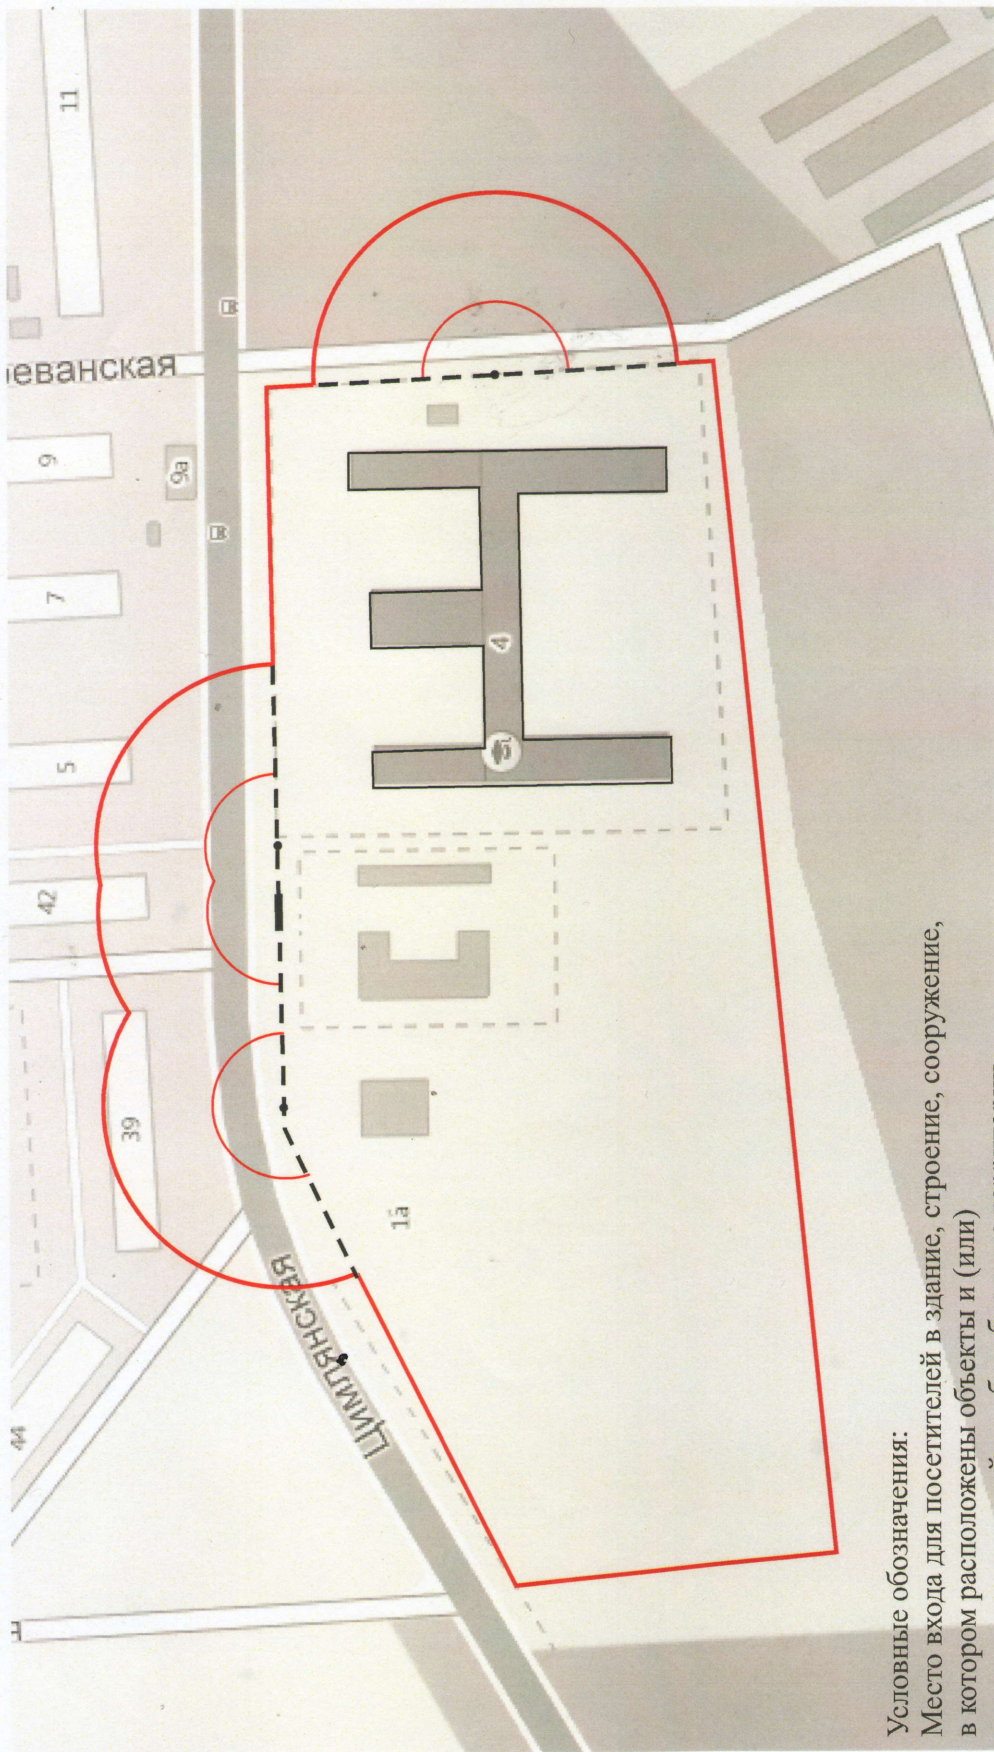 11
еванская
9
9а
7
5
4
42
39
1а
44
Цимлянская
Условные обозначения:
Место входа для посетителей в здание, строение, сооружение,
в котором расположены объекты и (или)